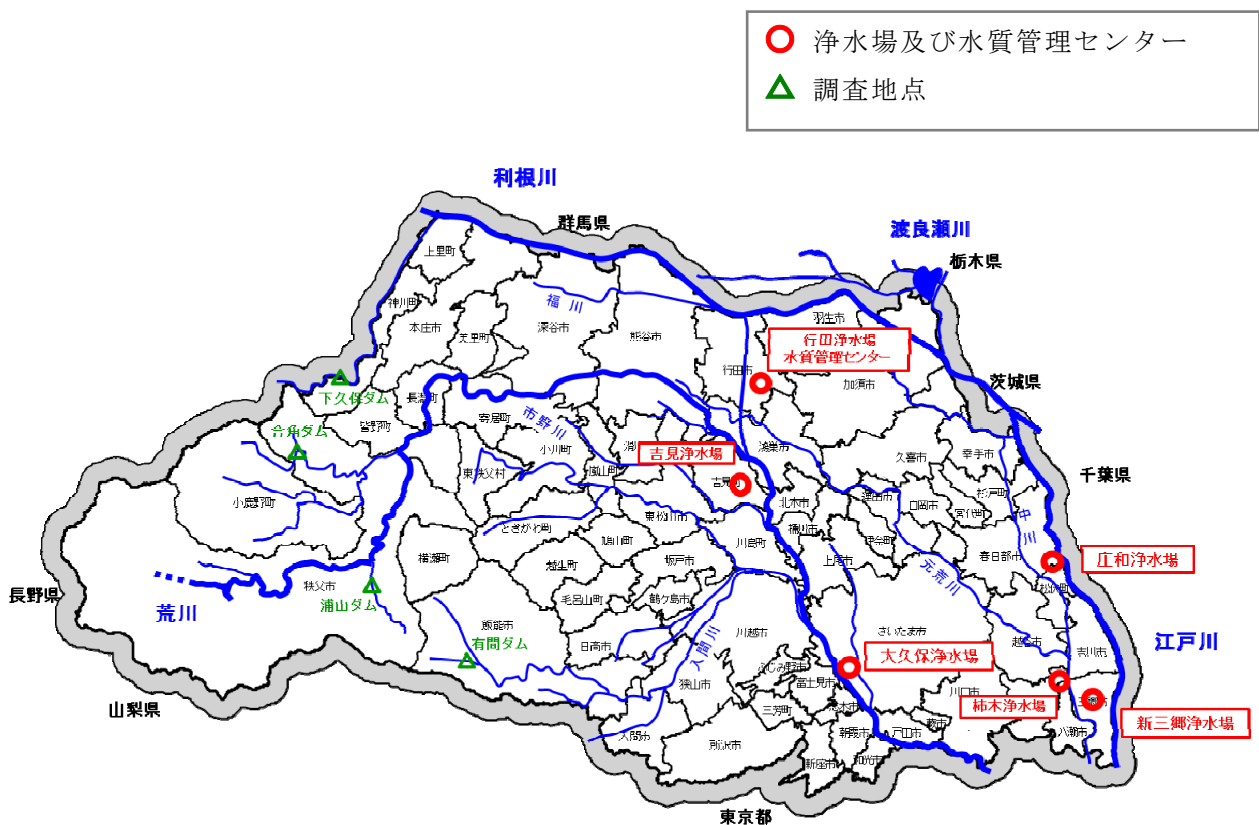 浄水場及び水質管理センター
調査地点
利根川
群馬県
渡良瀬川
栃木県
上里町
神川町
福川
本庄市
美里町
深谷市
熊谷市
羽生市
行田浄水場
水質管理センター
行田市
加須市
茨城県
下久保ダム
長瀞町
皆野町
寄居町
市野川
合角ダム
小川町
嵐山町
東秩父村
吉見浄水場
吉見町
鴻巣市
久喜市
幸手市
千葉県
小鹿野町
ときがわ町
東松山市
北本市
桶川市
蓮田市
白岡市
宮代町
杉戸町
中川
伊奈町
横瀬町
越生町
鳩山町
坂戸市
川島町
上尾市
元荒川
春日部市
庄和浄水場
松伏町
長野県
秩父市
荒川
浦山ダム
毛呂山町
鶴ヶ島市
飯能市
有間ダム
日高市
川越市
入間川
さいたま市
越谷市
吉川市
江戸川
大久保浄水場
ふじみ野市
富士見市
狭山市
三芳町
志木市
川口市
蕨市
戸田市
柿木浄水場
三郷市
新三郷浄水場
八潮市
山梨県
入間市
所沢市
朝霞市
和光市
新座市
東京都